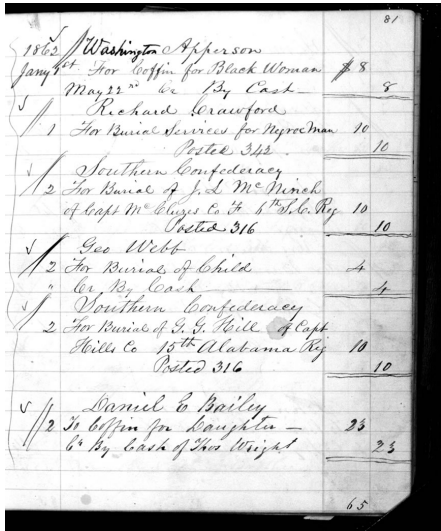 81
1862 Washington Apperson
Jany 1st For Coffin for Black Woman $8
May 22nd Cr By Cash 8
Richard Crawford
1 For Burial Services for Negroe Man 10
Posted 342 10
Southern Confederacy
2 For Burial of J. L McNinch
of Capt McCluges Co F 6th S.C. Reg 10
Posted 316 10
Geo Webb
2 For Burial of Child 4
" Cr By Cash 4
Southern Confederacy
2 For Burial of G. G. Hill of Capt
Hills Co 15th Alabama Rig 10
Posted 316 10
Daniel E Bailey
2 To Coffin for Daughter — 23
Cr By Cash of Thos Wright 23
65